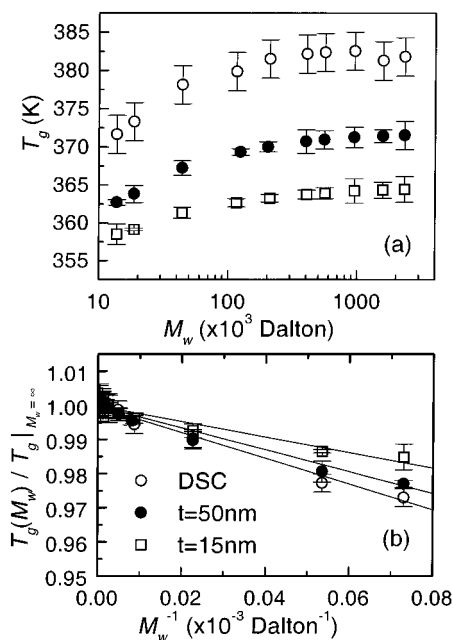 385
380
375
370
365
360
355
T_g (K)
(a)
10
100
1000
M_w (x10³ Dalton)
1.01
1.00
0.99
0.98
0.97
0.96
0.95
T_g(M_w) / T_g |_{M_w = ∞}
DSC
t=50nm
t=15nm
(b)
0.00
0.02
0.04
0.06
0.08
M_w⁻¹ (x10⁻³ Dalton⁻¹)